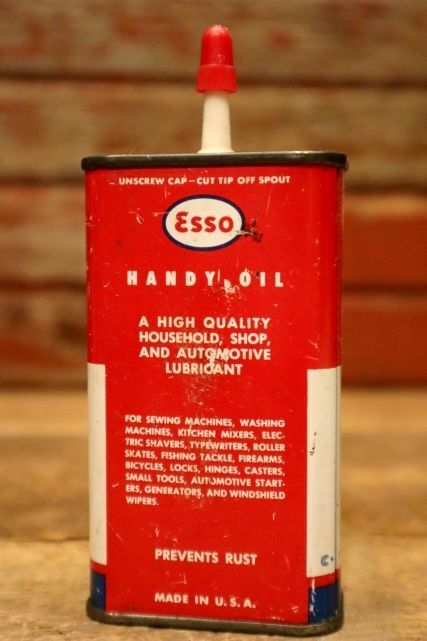 UNSCREW CAP—CUT TIP OFF SPOUT
Esso
HANDY OIL
A HIGH QUALITY
HOUSEHOLD, SHOP,
AND AUTOMOTIVE
LUBRICANT
FOR SEWING MACHINES, WASHING
MACHINES, KITCHEN MIXERS, ELEC-
TRIC SHAVERS, TYPEWRITERS, ROLLER
SKATES, FISHING TACKLE, FIREARMS,
BICYCLES, LOCKS, HINGES, CASTERS,
SMALL TOOLS, AUTOMOTIVE START-
ERS, GENERATORS, AND WINDSHIELD
WIPERS.
PREVENTS RUST
MADE IN U.S.A.